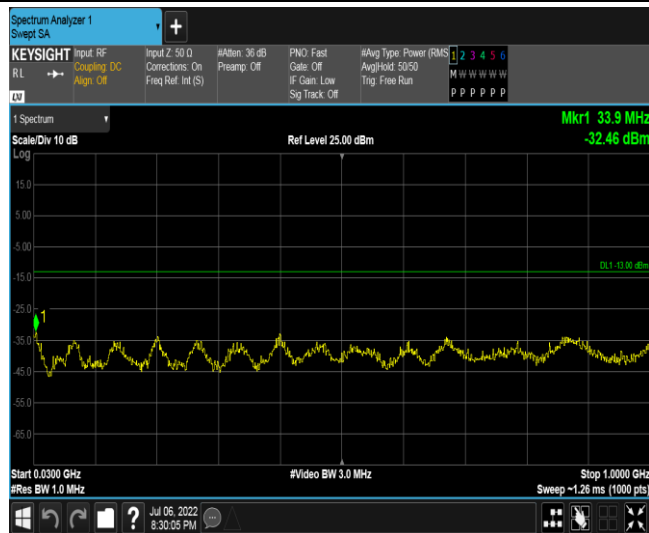 Spectrum Analyzer 1
Swept SA
+
KEYSIGHT
RL
Input: RF
Coupling: DC
Align: Off
Input Z: 50 Ω
Corrections: On
Freq Ref: Int (S)
#Atten: 36 dB
Preamp: Off
PNO: Fast
Gate: Off
IF Gain: Low
Sig Track: Off
#Avg Type: Power (RMS
Avg|Hold: 50/50
Trig: Free Run
1 2 3 4 5 6
M W W W W W
P P P P P P
1 Spectrum
Mkr1 33.9 MHz
-32.46 dBm
Scale/Div 10 dB
Ref Level 25.00 dBm
Log
15.0
5.00
-5.00
DL1 -13.00 dBm
-15.0
-25.0
1
-35.0
-45.0
-55.0
-65.0
Start 0.0300 GHz
#Video BW 3.0 MHz
Stop 1.0000 GHz
#Res BW 1.0 MHz
Sweep ~1.26 ms (1000 pts)
?
Jul 06, 2022
8:30:05 PM